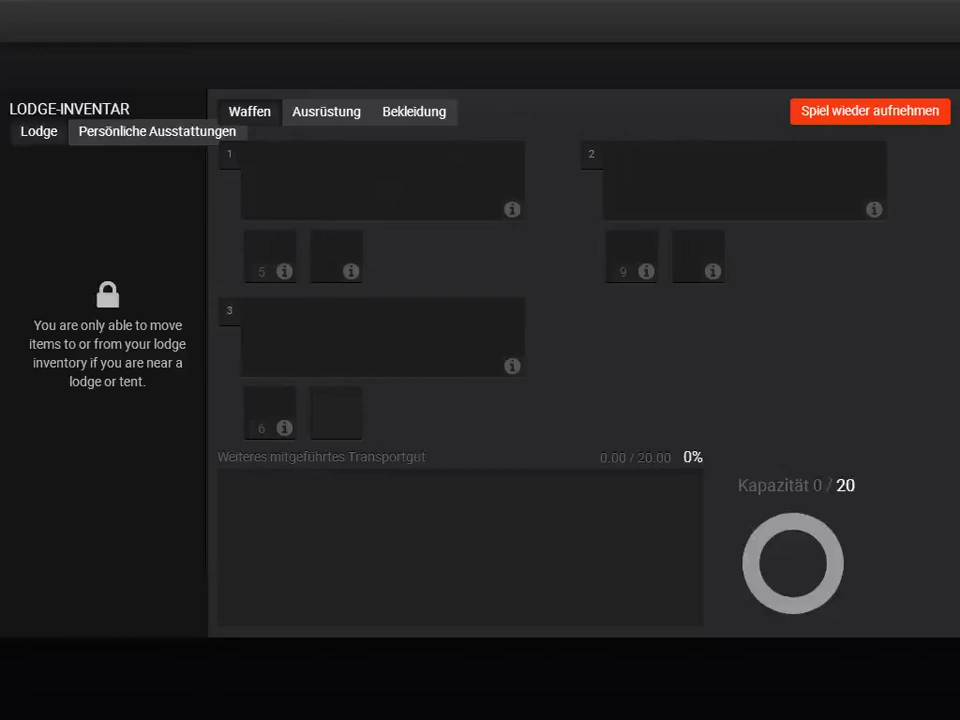 LODGE-INVENTAR
Lodge Persönliche Ausstattungen
Waffen Ausrüstung Bekleidung
Spiel wieder aufnehmen
1
2
5
9
3
6
You are only able to move
items to or from your lodge
inventory if you are near a
lodge or tent.
Weiteres mitgeführtes Transportgut 0.00 / 20.00 0%
Kapazität 0 / 20